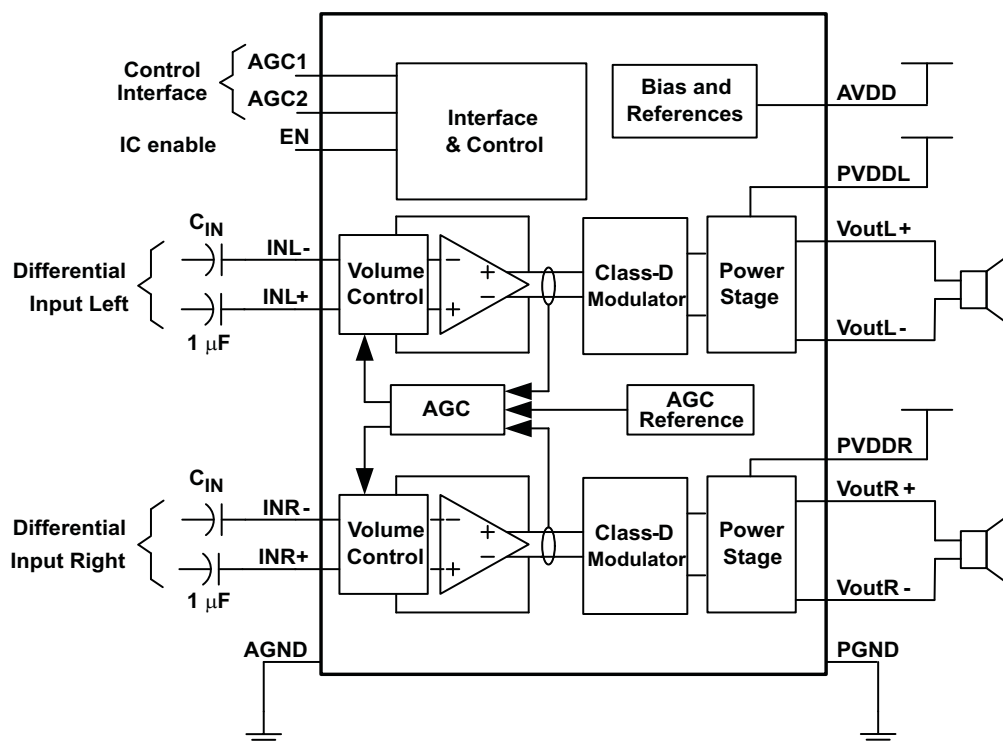 Control
Interface
AGC1
AGC2
IC enable
EN
Interface
& Control
Bias and
References
AVDD
PVDDL
Differential
Input Left
C_IN
INL-
INL+
1 μF
Volume
Control
−
+
+
−
Class-D
Modulator
Power
Stage
VoutL+
VoutL-
AGC
AGC
Reference
PVDDR
Differential
Input Right
C_IN
INR-
INR+
1 μF
Volume
Control
−
+
+
−
Class-D
Modulator
Power
Stage
VoutR+
VoutR-
AGND
PGND